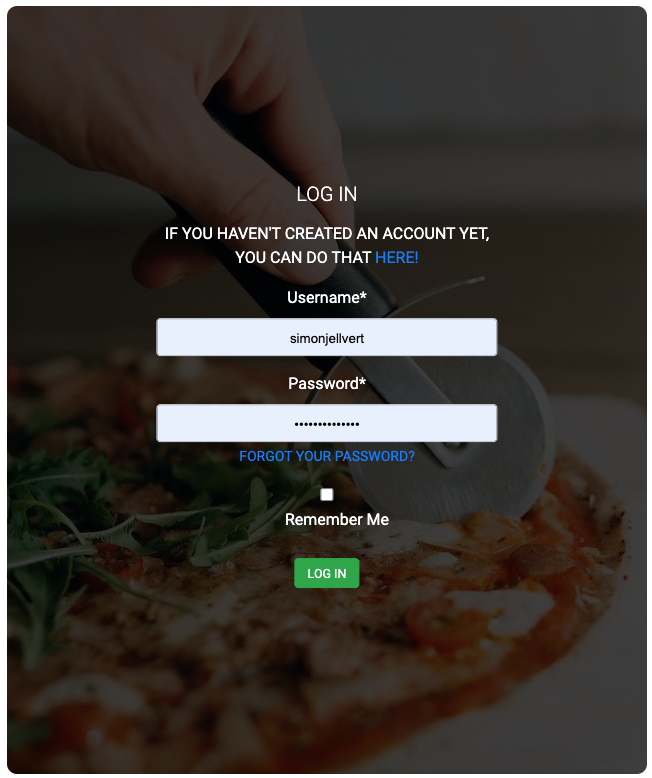 LOG IN
IF YOU HAVEN'T CREATED AN ACCOUNT YET,
YOU CAN DO THAT HERE!
Username*
simonjellvert
Password*
••••••••••••••
FORGOT YOUR PASSWORD?
Remember Me
LOG IN